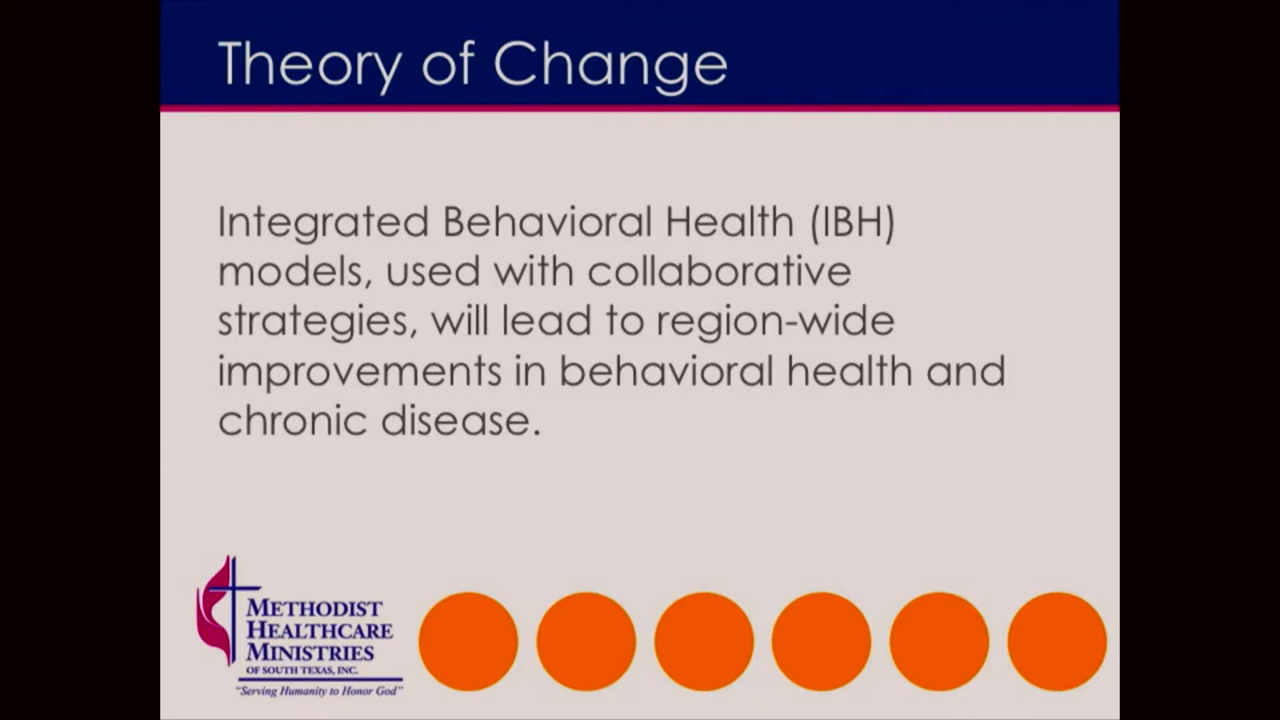 Theory of Change
Integrated Behavioral Health (IBH)
models, used with collaborative
strategies, will lead to region-wide
improvements in behavioral health and
chronic disease.
METHODIST
HEALTHCARE
MINISTRIES
OF SOUTH TEXAS, INC.
"Serving Humanity to Honor God"